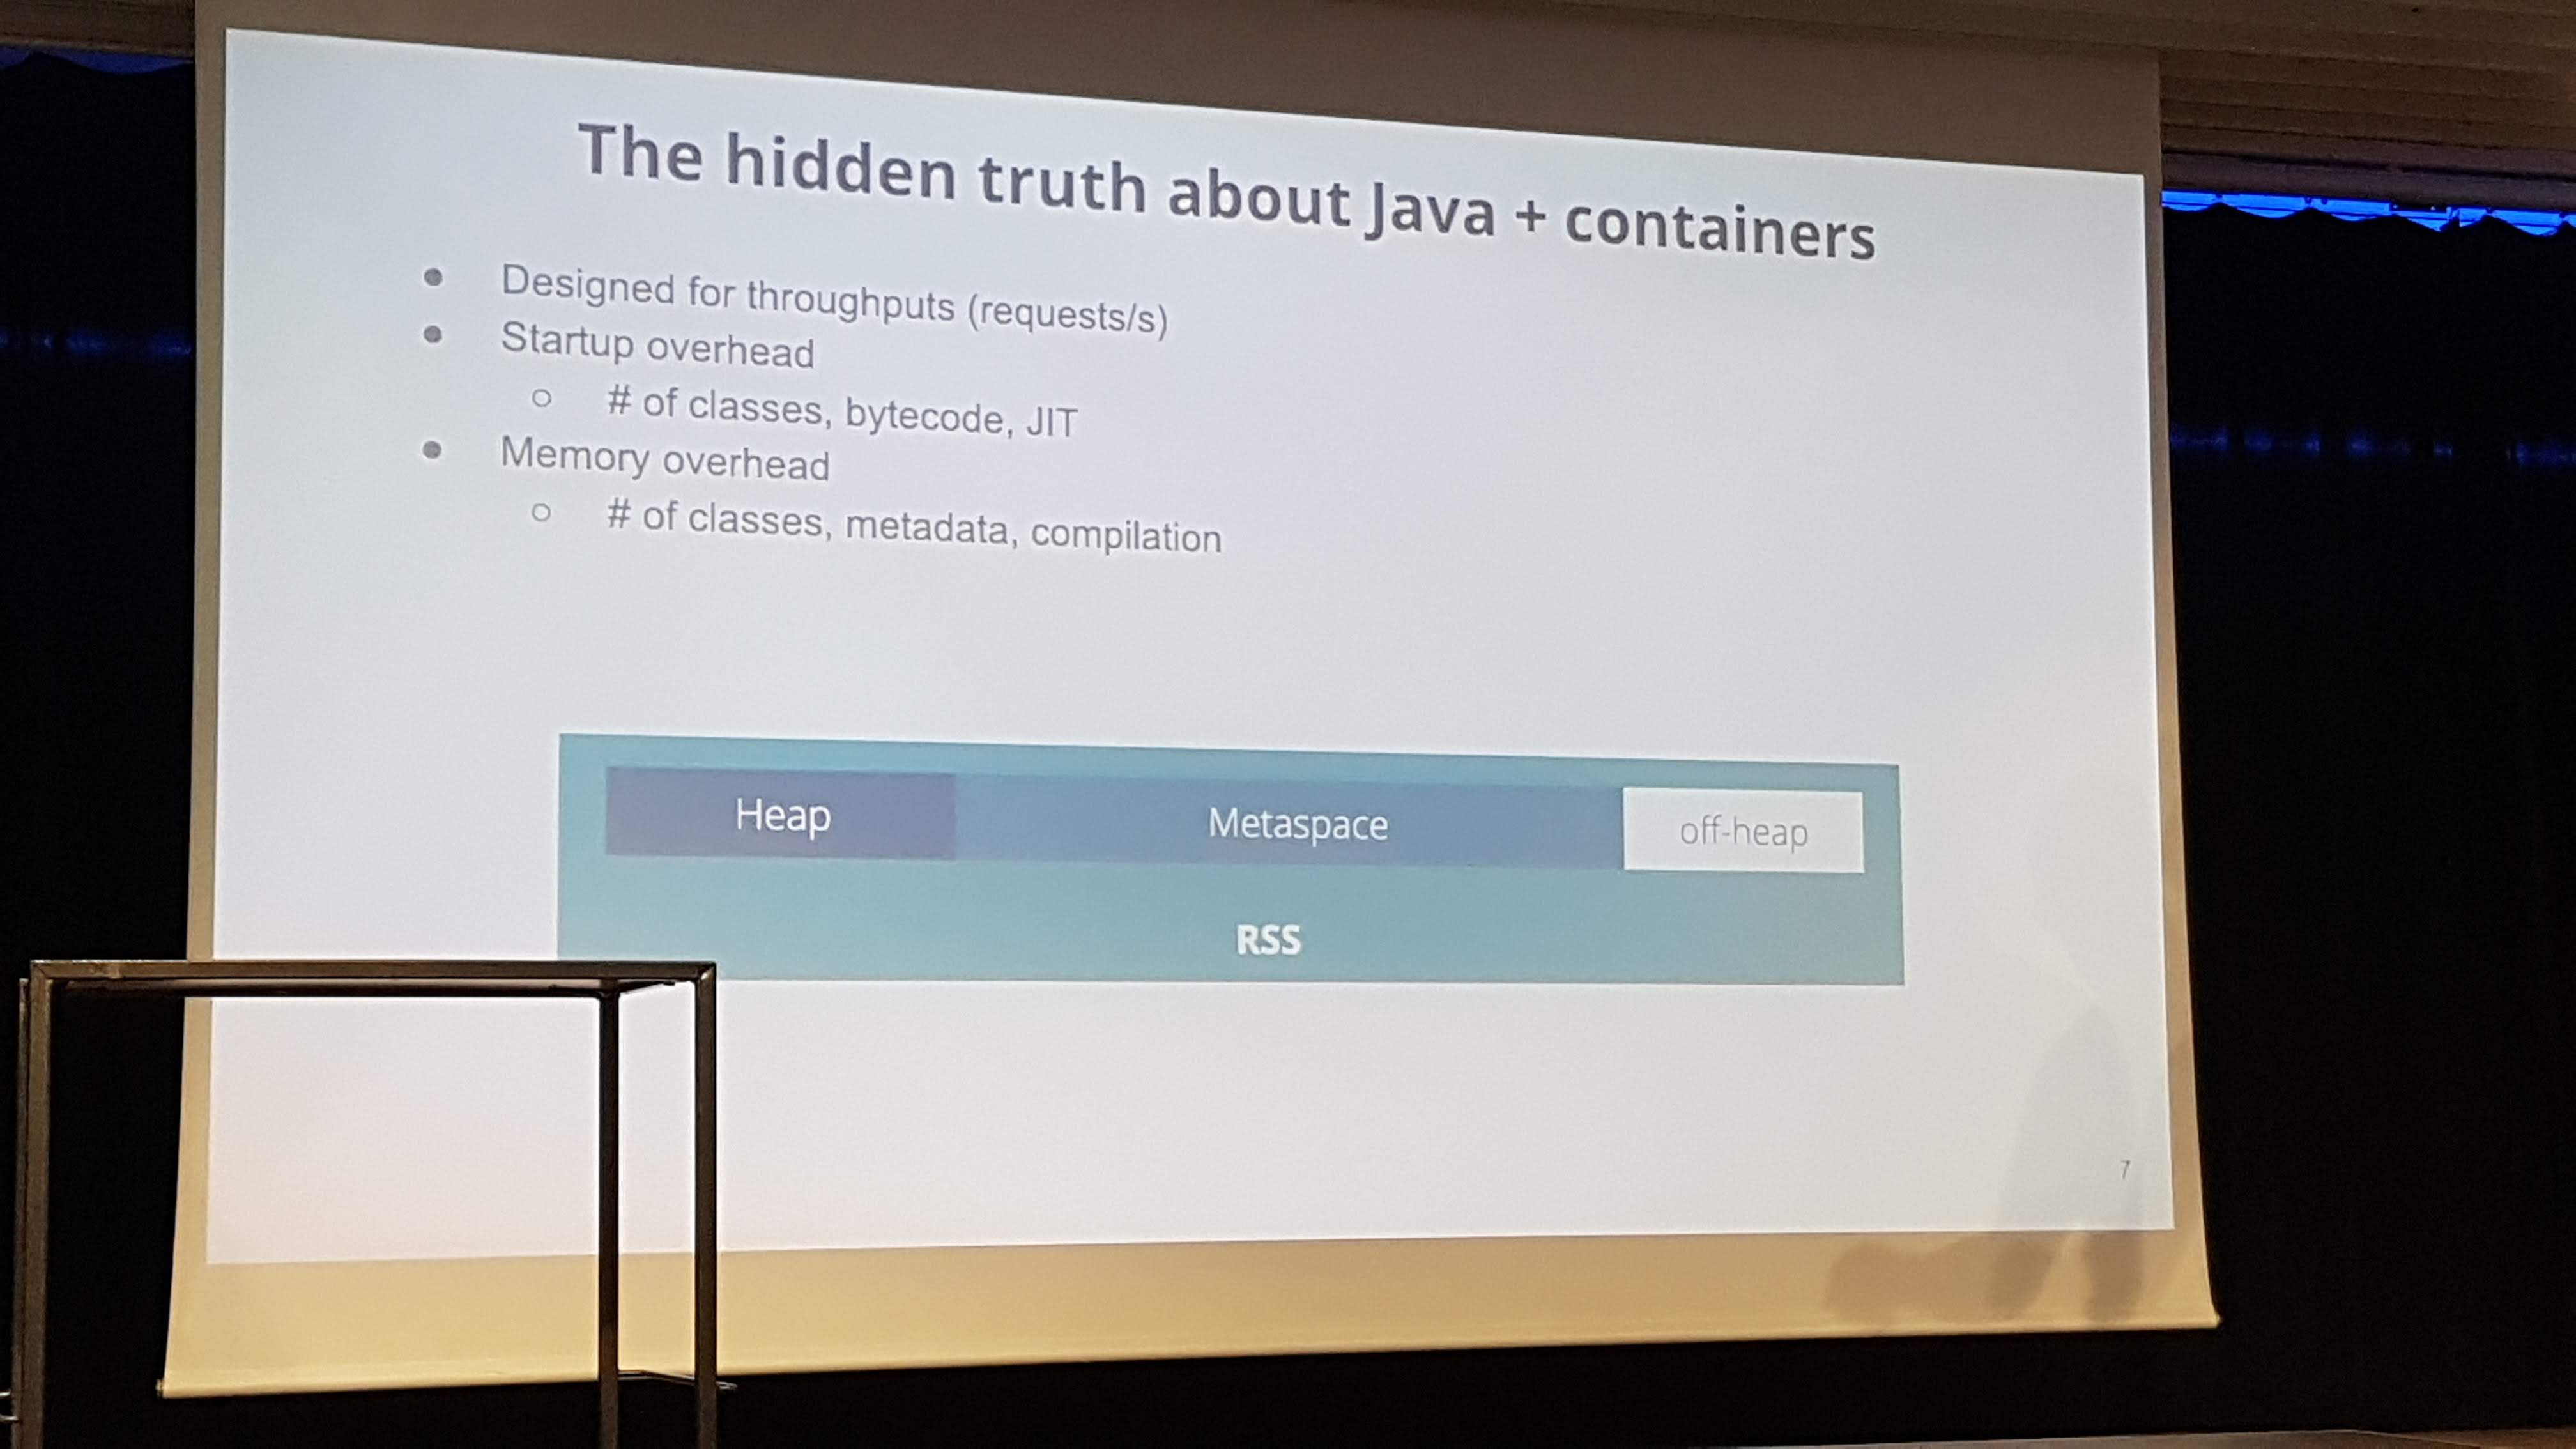 The hidden truth about Java + containers
● Designed for throughputs (requests/s)
● Startup overhead
○ # of classes, bytecode, JIT
● Memory overhead
○ # of classes, metadata, compilation
Heap Metaspace off-heap
RSS
7